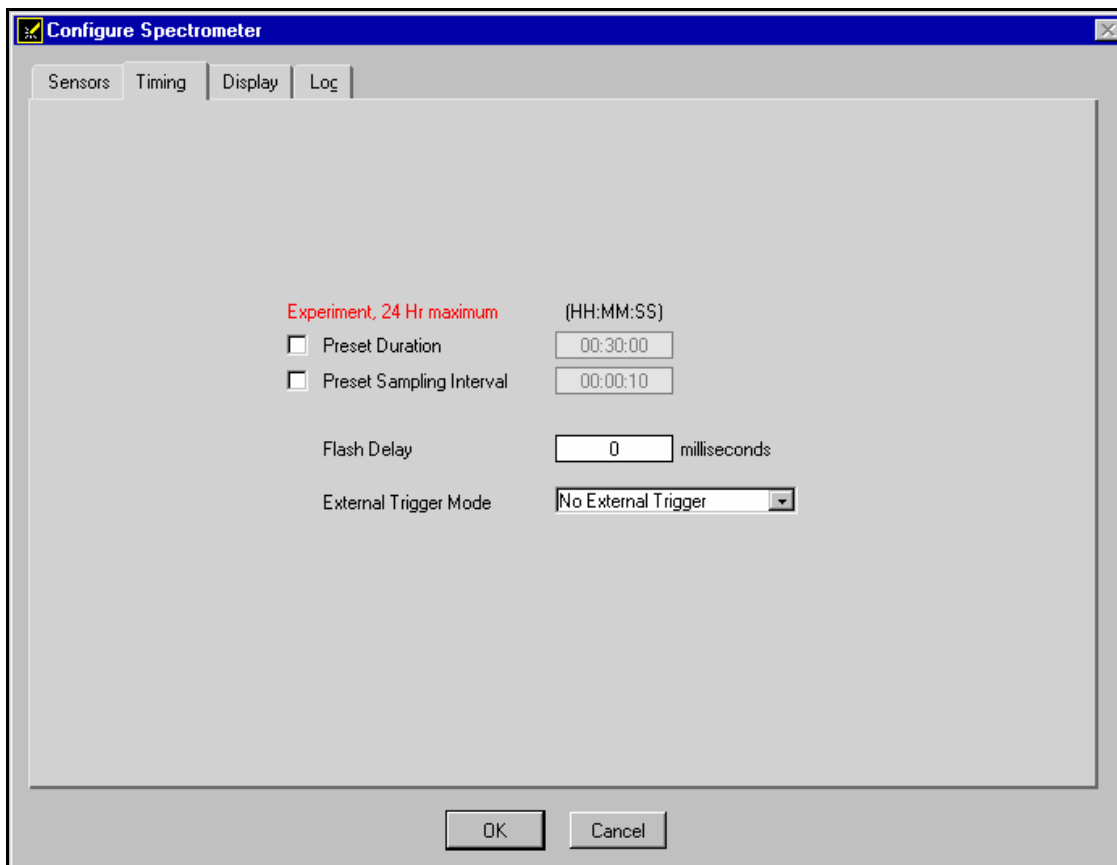 Configure Spectrometer
Sensors Timing Display Log
Experiment, 24 Hr maximum (HH:MM:SS)
Preset Duration 00:30:00
Preset Sampling Interval 00:00:10
Flash Delay 0 milliseconds
External Trigger Mode No External Trigger
OK Cancel